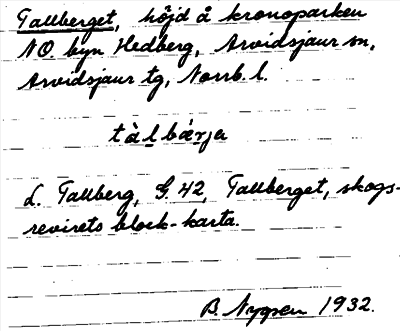 Tallberget, höjd å kronoparken
NO. byn Hedberg, Arvidsjaur sn,
Arvidsjaur tg, Norrb. l.
tàlbærja
L. Tallberg, G. 42, Tallberget, skogs-
revirets block-karta.
B. Nygren 1932.